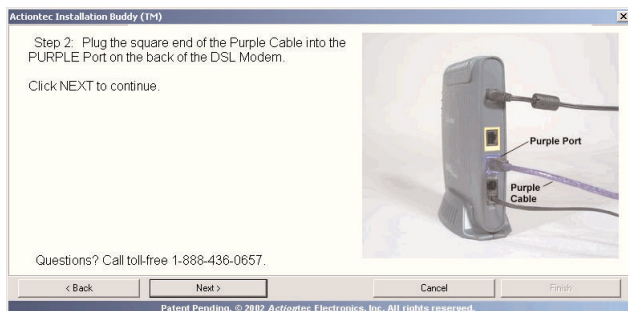 Actiontec Installation Buddy (TM)
Step 2: Plug the square end of the Purple Cable into the
PURPLE Port on the back of the DSL Modem.
Click NEXT to continue.
Purple Port
Purple
Cable
Questions? Call toll-free 1-888-436-0657.
< Back
Next >
Cancel
Finish
Patent Pending. © 2002 Actiontec Electronics, Inc. All rights reserved.